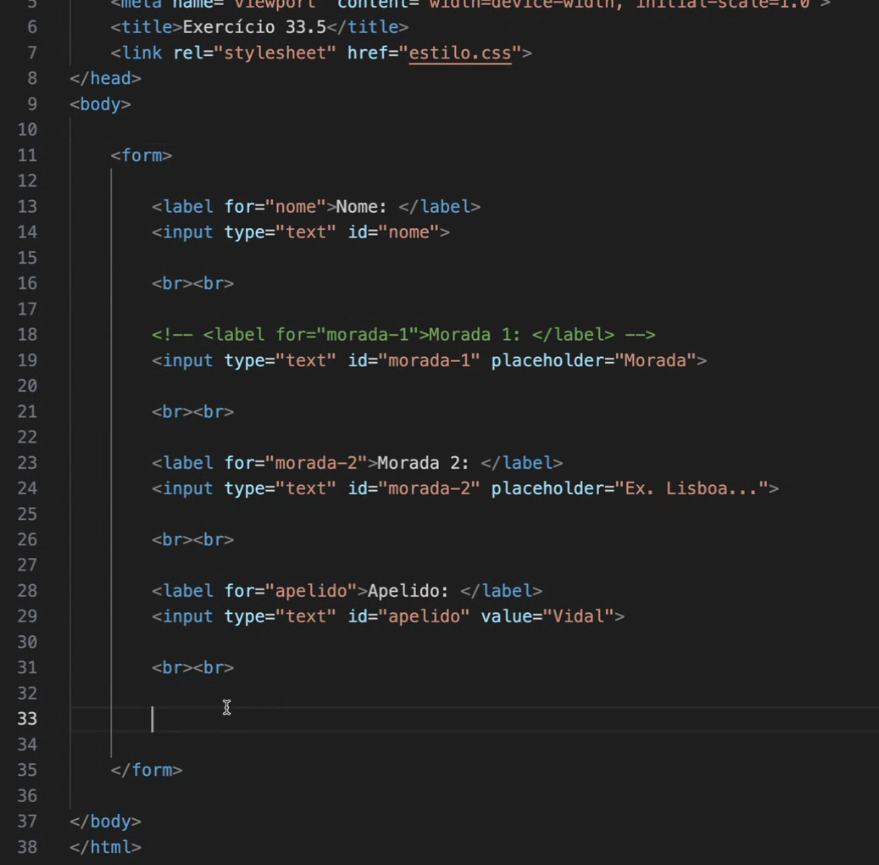 5 <meta name="viewport" content="width=device-width, initial-scale=1.0">
6 <title>Exercício 33.5</title>
7 <link rel="stylesheet" href="estilo.css">
8 </head>
9 <body>
10
11 <form>
12
13 <label for="nome">Nome: </label>
14 <input type="text" id="nome">
15
16 <br><br>
17
18 <!-- <label for="morada-1">Morada 1: </label> -->
19 <input type="text" id="morada-1" placeholder="Morada">
20
21 <br><br>
22
23 <label for="morada-2">Morada 2: </label>
24 <input type="text" id="morada-2" placeholder="Ex. Lisboa...">
25
26 <br><br>
27
28 <label for="apelido">Apelido: </label>
29 <input type="text" id="apelido" value="Vidal">
30
31 <br><br>
32
33
34
35 </form>
36
37 </body>
38 </html>